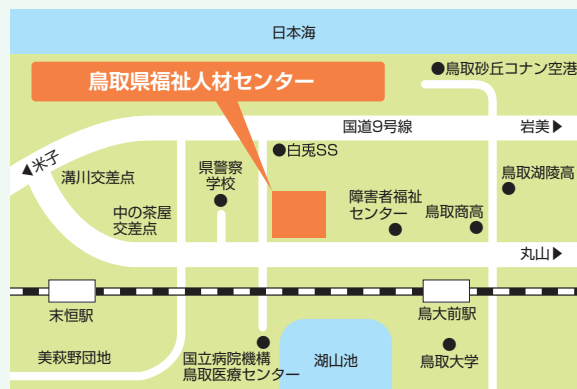 日本海
鳥取県福祉人材センター
●鳥取砂丘コナン空港
国道9号線
岩美▶
●白兎SS
▲米子
溝川交差点
県警察
学校
鳥取湖陵高
障害者福祉
センター
中の茶屋
交差点
鳥取商高
丸山▶
末恒駅
鳥大前駅
美萩野団地
国立病院機構
鳥取医療センター
湖山池
鳥取大学